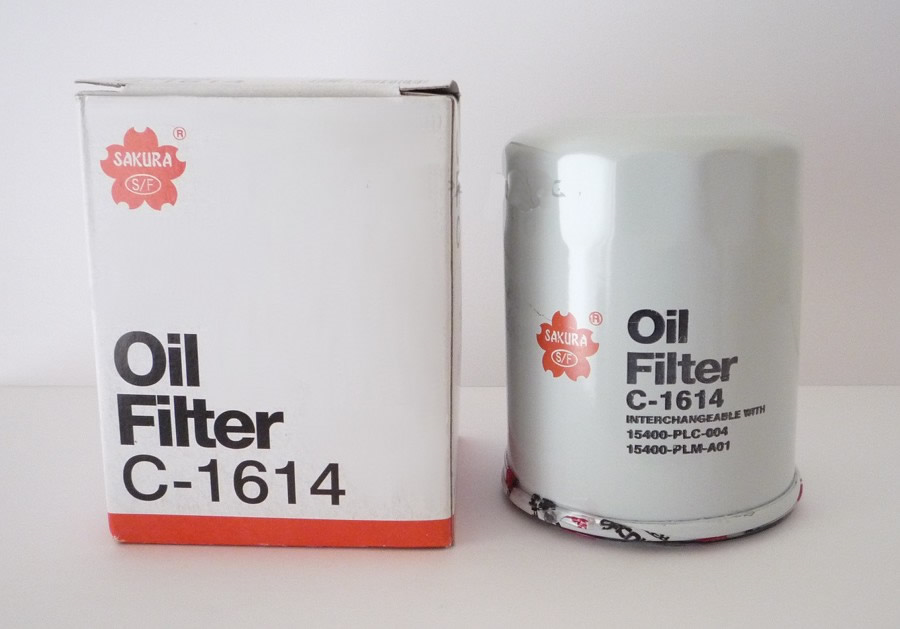 SAKURA ®
S/F
Oil
Filter
C-1614
SAKURA ®
S/F
Oil
Filter
C-1614
INTERCHANGEABLE WITH
15400-PLC-004
15400-PLM-A01